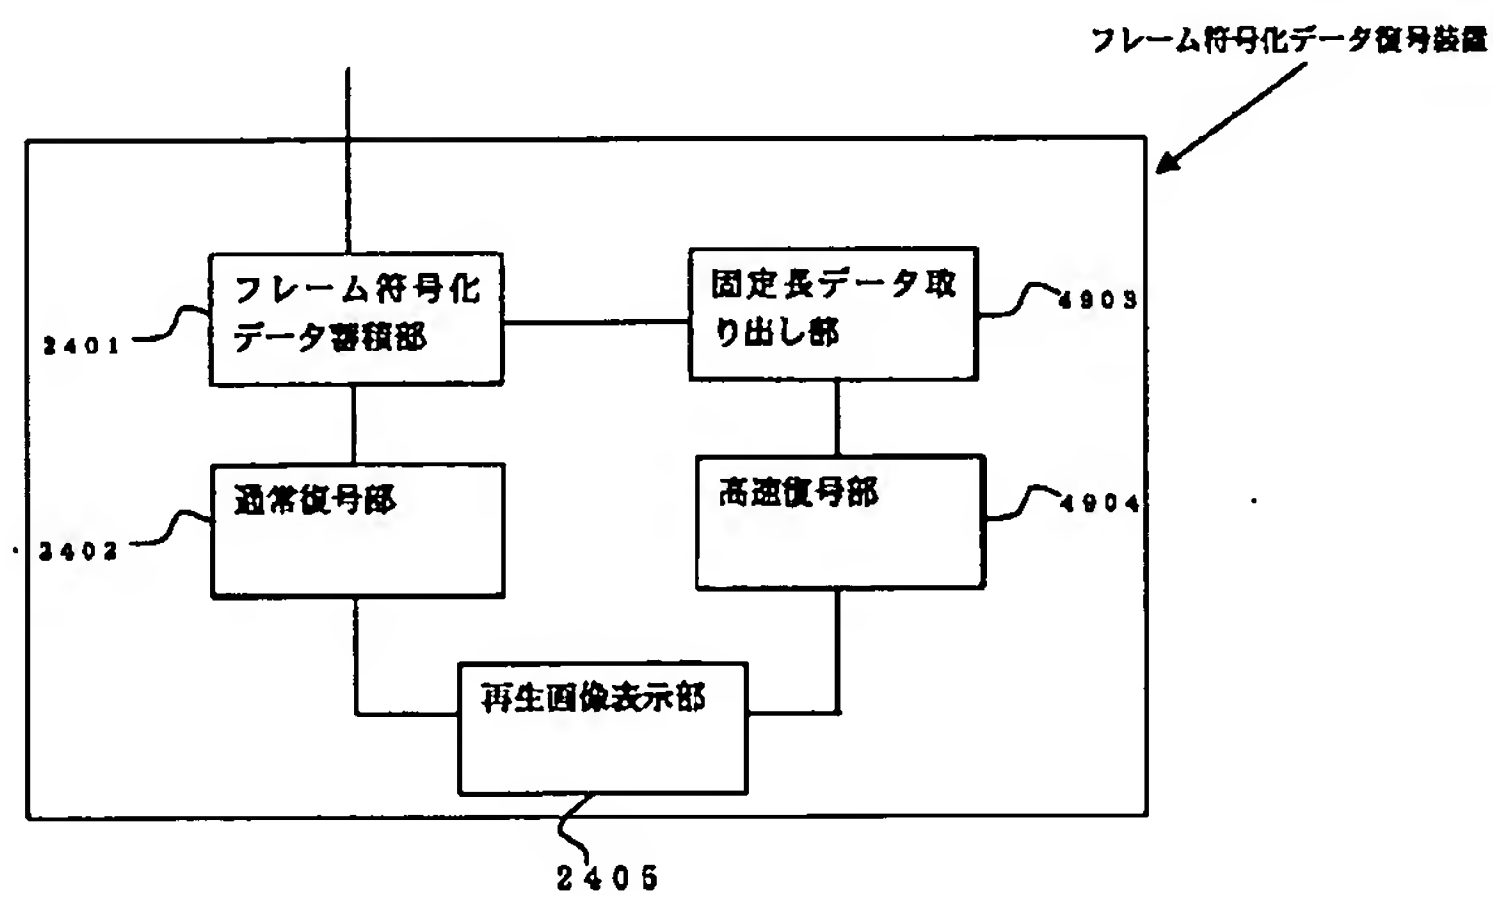 フレーム符号化データ復号装置
フレーム符号化
データ蓄積部
2401
固定長データ取
り出し部
4903
通常復号部
2402
高速復号部
4904
再生画像表示部
2405